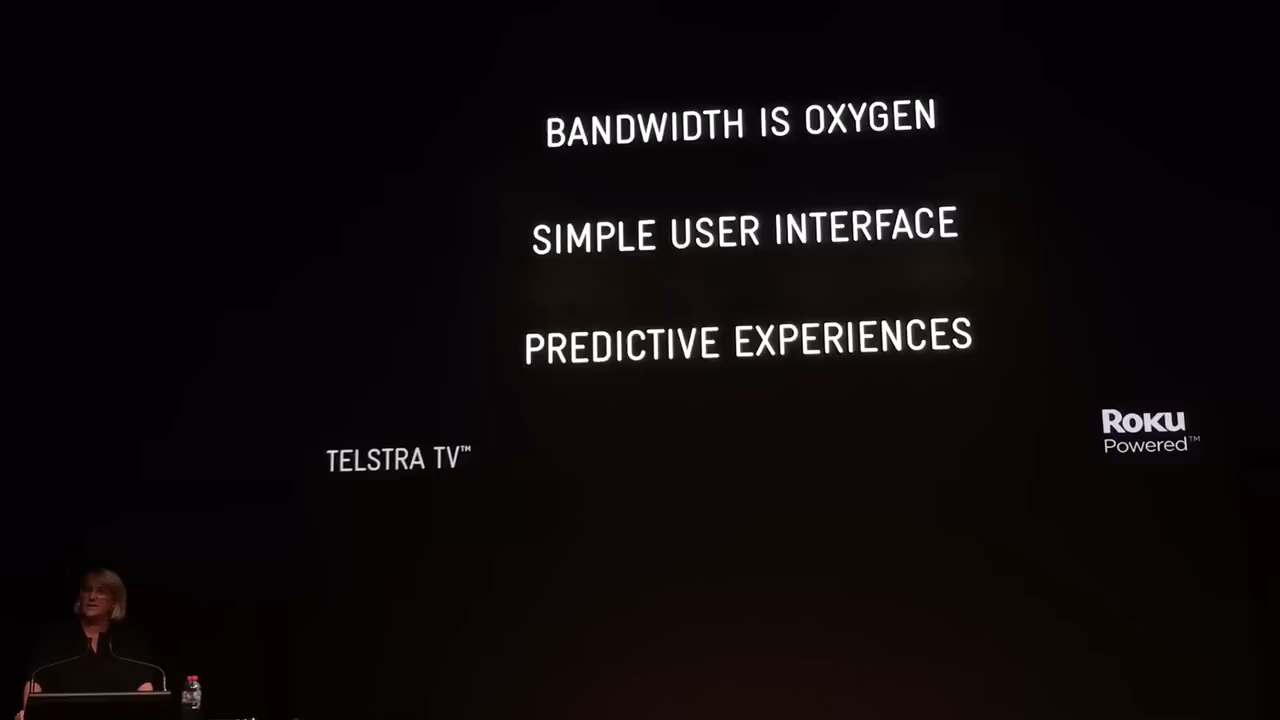 BANDWIDTH IS OXYGEN
SIMPLE USER INTERFACE
PREDICTIVE EXPERIENCES
TELSTRA TV™
ROKU
Powered™